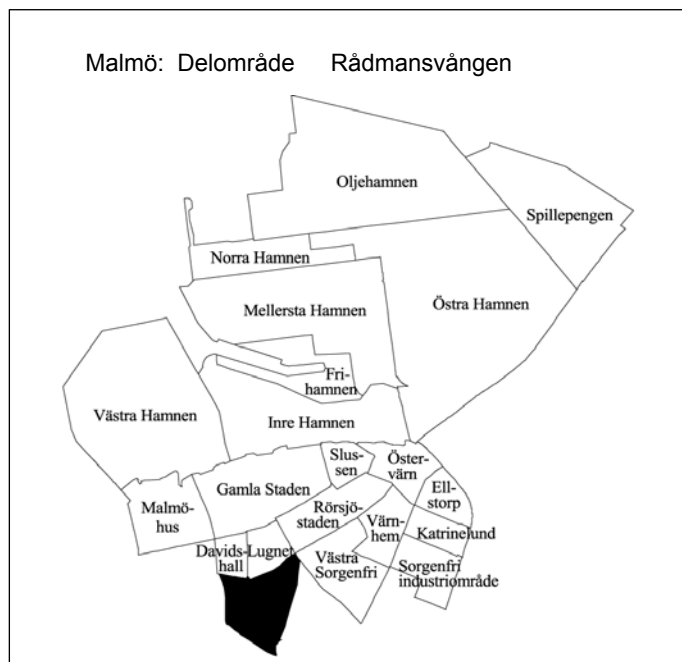 Malmö: Delområde Rådmansvången
Oljehamnen
Spillepengen
Norra Hamnen
Mellersta Hamnen
Östra Hamnen
Fri-
hamnen
Västra Hamnen
Inre Hamnen
Slus-
sen
Öster-
värn
Gamla Staden
Ell-
storp
Malmö-
hus
Rörsjö-
staden
Värn-
hem
Katrinelund
Davids-
hall
Lugnet
Västra
Sorgenfri
Sorgenfri
industriområde